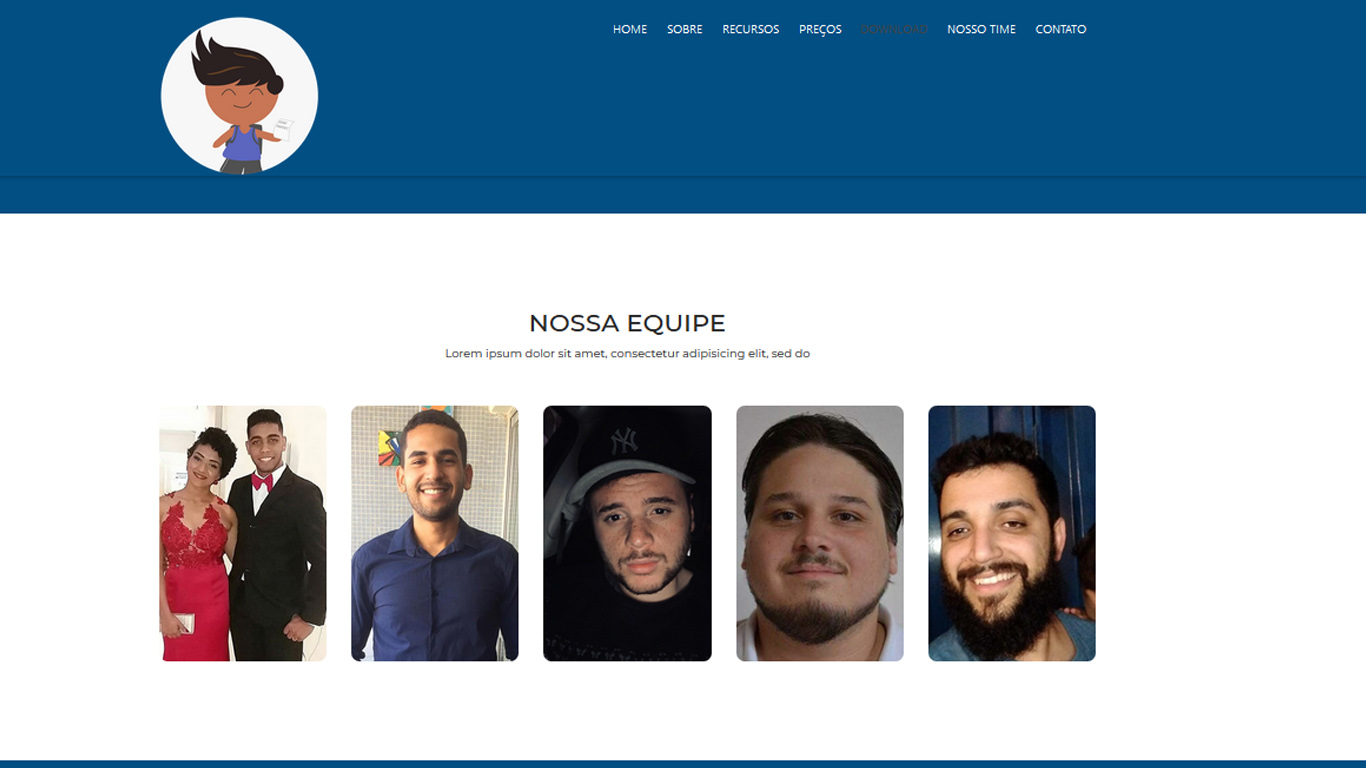 HOME SOBRE RECURSOS PREÇOS DOWNLOAD NOSSO TIME CONTATO
NOSSA EQUIPE
Lorem ipsum dolor sit amet, consectetur adipisicing elit, sed do
NY